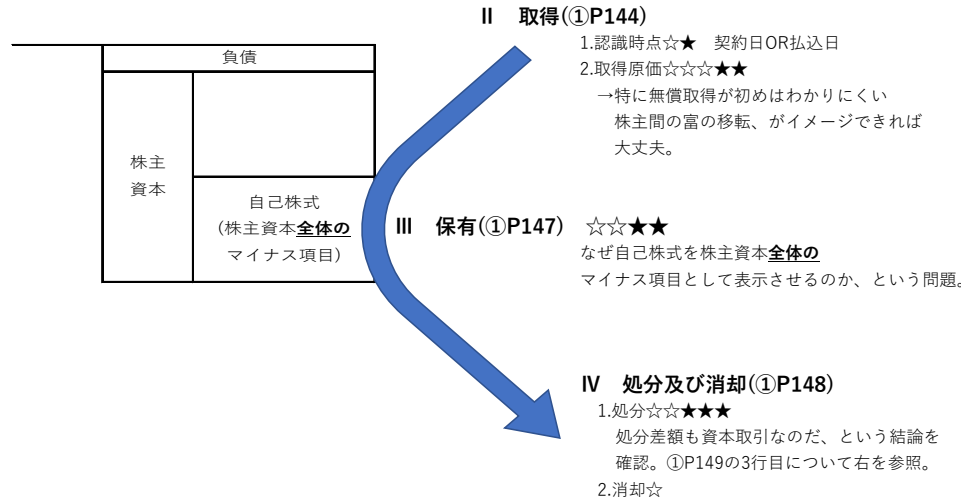 Ⅱ　取得(①P144)
1.認識時点☆★　契約日OR払込日
2.取得原価☆☆☆★★
→特に無償取得が初めはわかりにくい
株主間の富の移転、がイメージできれば
大丈夫。
負債
株主
資本
自己株式
(株主資本全体の
マイナス項目)
Ⅲ　保有(①P147)　☆☆★★
なぜ自己株式を株主資本全体の
マイナス項目として表示させるのか、という問題。
Ⅳ　処分及び消却(①P148)
1.処分☆☆★★★
処分差額も資本取引なのだ、という結論を
確認。①P149の3行目について右を参照。
2.消却☆